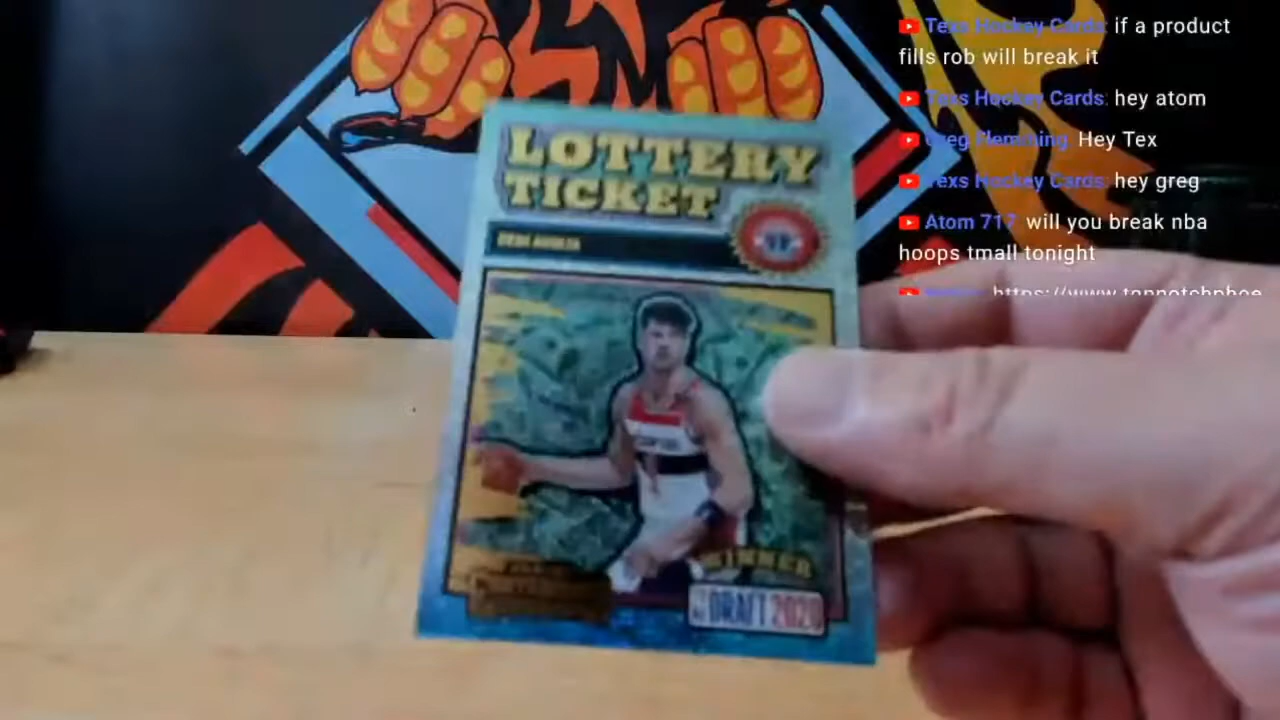 Texs Hockey Cards: if a product
fills rob will break it
Texs Hockey Cards: hey atom
Greg Flemming: Hey Tex
Texs Hockey Cards: hey greg
Atom 717: will you break nba
hoops tmall tonight
LOTTERY
TICKET
DENI AVDIJA
WINNER
DRAFT 2020